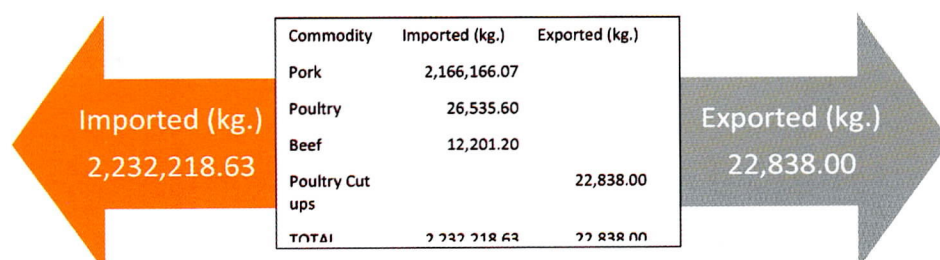 Imported (kg.)
2,232,218.63
Commodity Imported (kg.) Exported (kg.)
Pork 2,166,166.07
Poultry 26,535.60
Beef 12,201.20
Poultry Cut 22,838.00
ups
TOTAL 2,232,218.63 22,838.00
Exported (kg.)
22,838.00